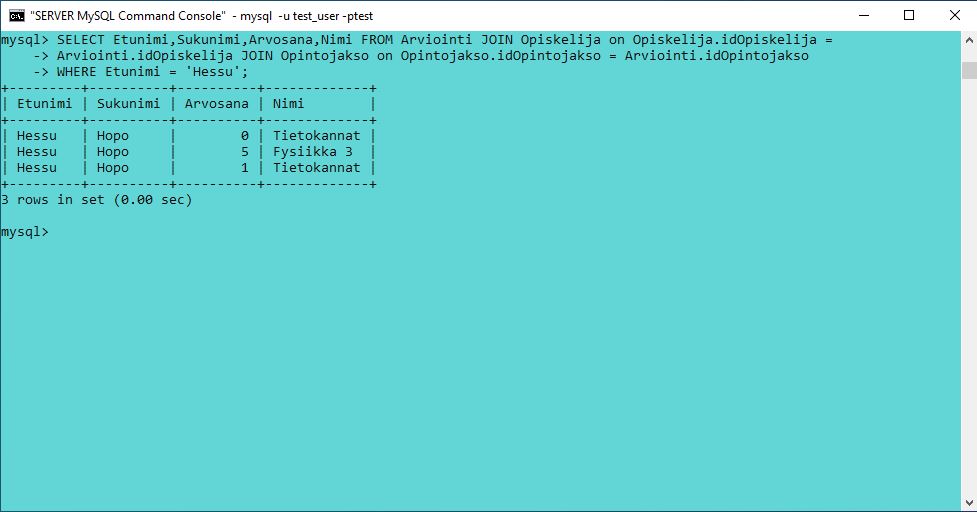 "SERVER MySQL Command Console" - mysql -u test_user -ptest
mysql> SELECT Etunimi,Sukunimi,Arvosana,Nimi FROM Arviointi JOIN Opiskelija on Opiskelija.idOpiskelija =
    -> Arviointi.idOpiskelija JOIN Opintojakso on Opintojakso.idOpintojakso = Arviointi.idOpintojakso
    -> WHERE Etunimi = 'Hessu';
+---------+----------+----------+-------------+
| Etunimi | Sukunimi | Arvosana | Nimi        |
+---------+----------+----------+-------------+
| Hessu   | Hopo     |        0 | Tietokannat |
| Hessu   | Hopo     |        5 | Fysiikka 3  |
| Hessu   | Hopo     |        1 | Tietokannat |
+---------+----------+----------+-------------+
3 rows in set (0.00 sec)
mysql>